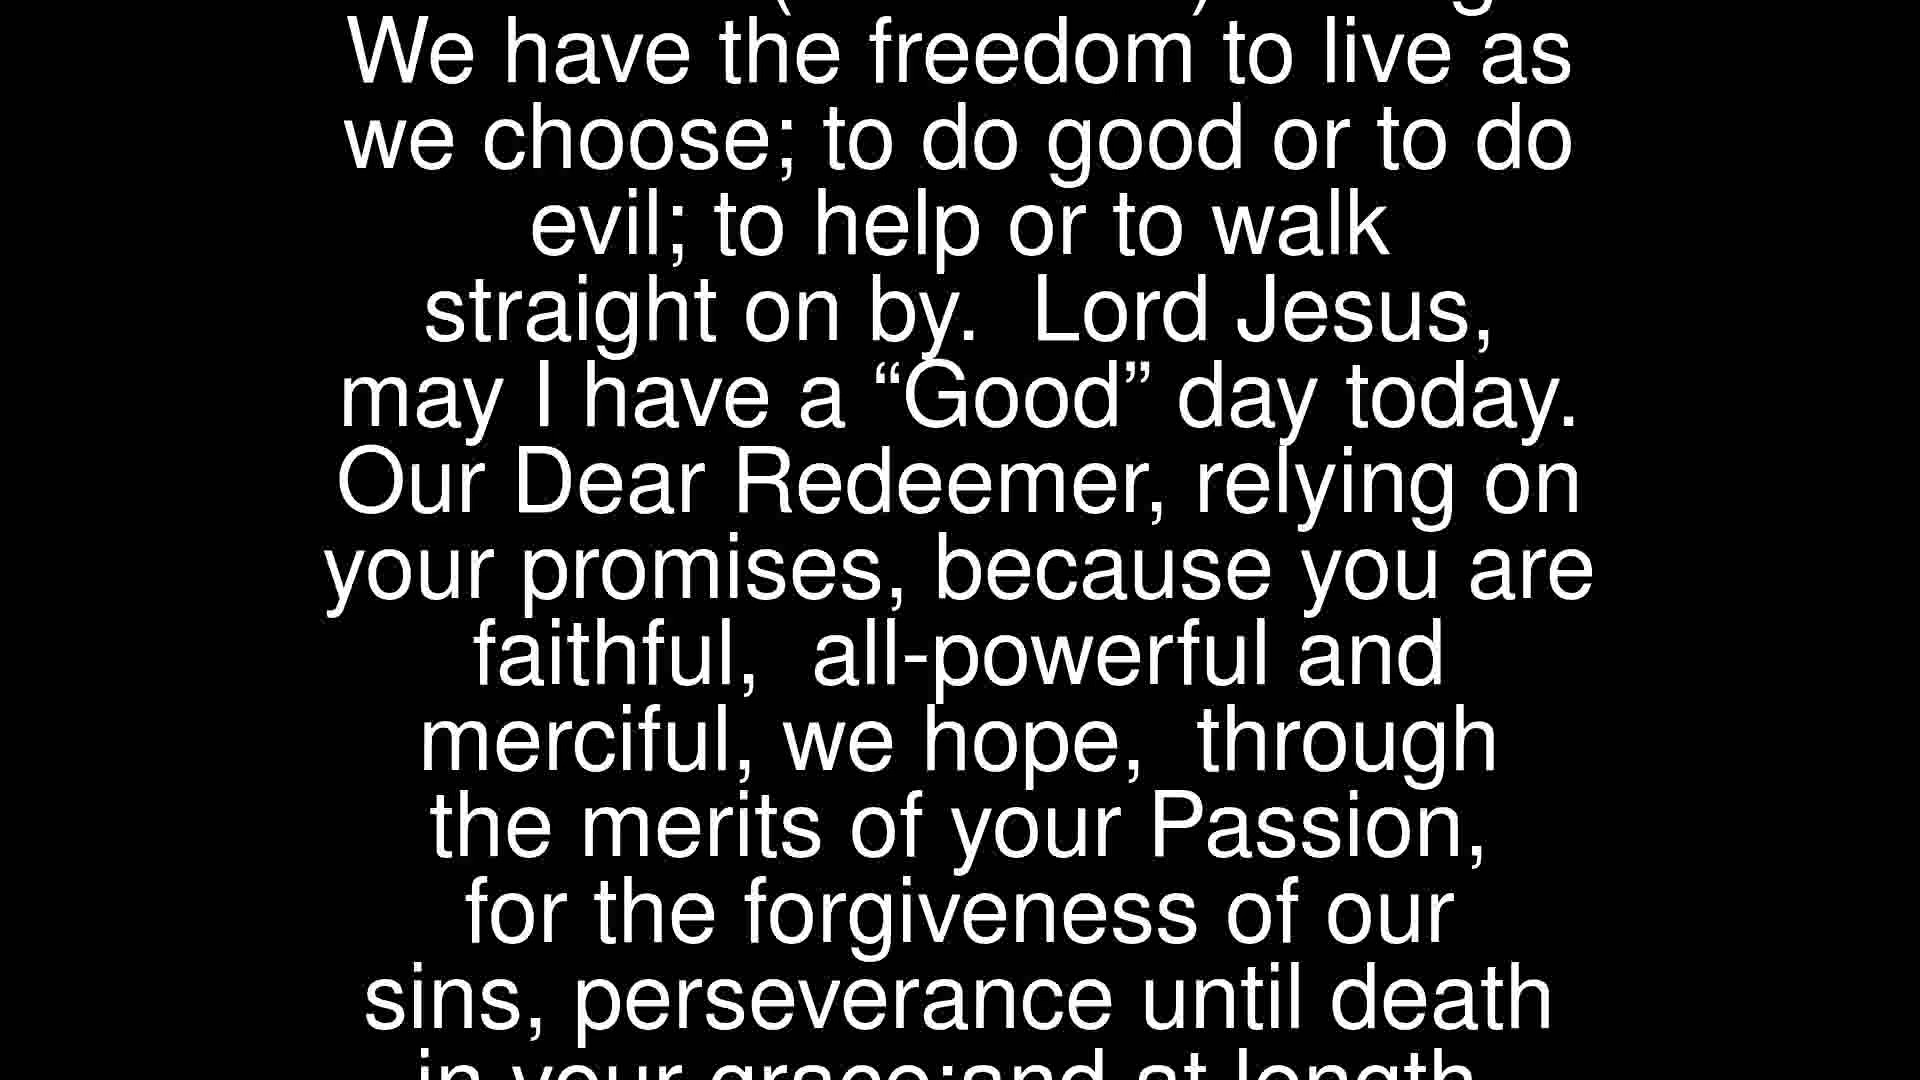 We have the freedom to live as
we choose; to do good or to do
evil; to help or to walk
straight on by.  Lord Jesus,
may I have a “Good” day today.
Our Dear Redeemer, relying on
your promises, because you are
faithful,  all-powerful and
merciful, we hope,  through
the merits of your Passion,
for the forgiveness of our
sins, perseverance until death
in your grace;and at length